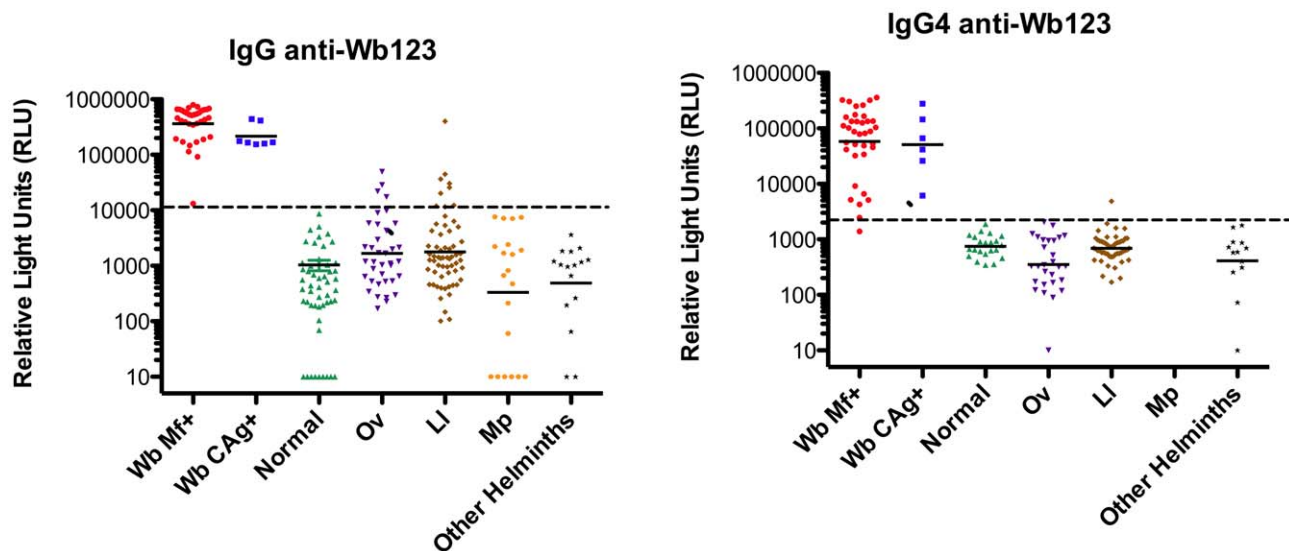 IgG anti-Wb123
Relative Light Units (RLU)
1000000
100000
10000
1000
100
10
Wb Mf+
Wb CAg+
Normal
Ov
Ll
Mp
Other Helminths
IgG4 anti-Wb123
Relative Light Units (RLU)
1000000
100000
10000
1000
100
10
Wb Mf+
Wb CAg+
Normal
Ov
Ll
Mp
Other Helminths